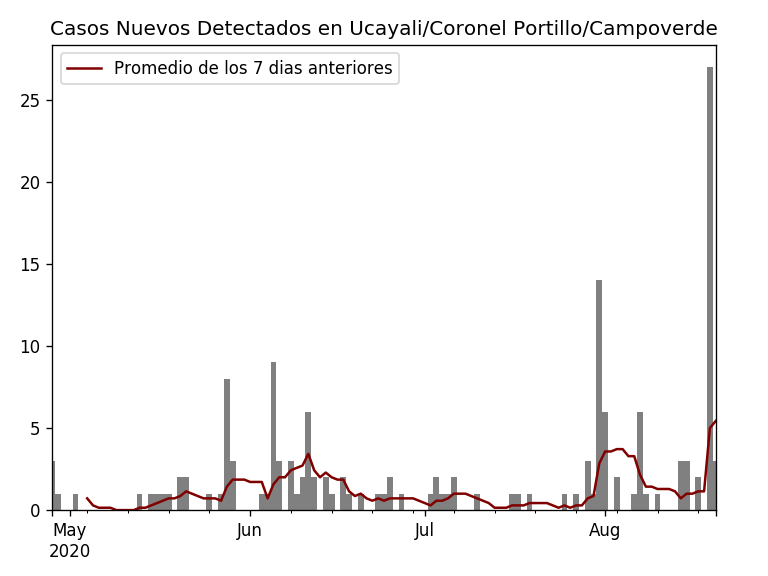 Casos Nuevos Detectados en Ucayali/Coronel Portillo/Campoverde
Promedio de los 7 dias anteriores
25
20
15
10
5
0
May Jun Jul Aug
2020